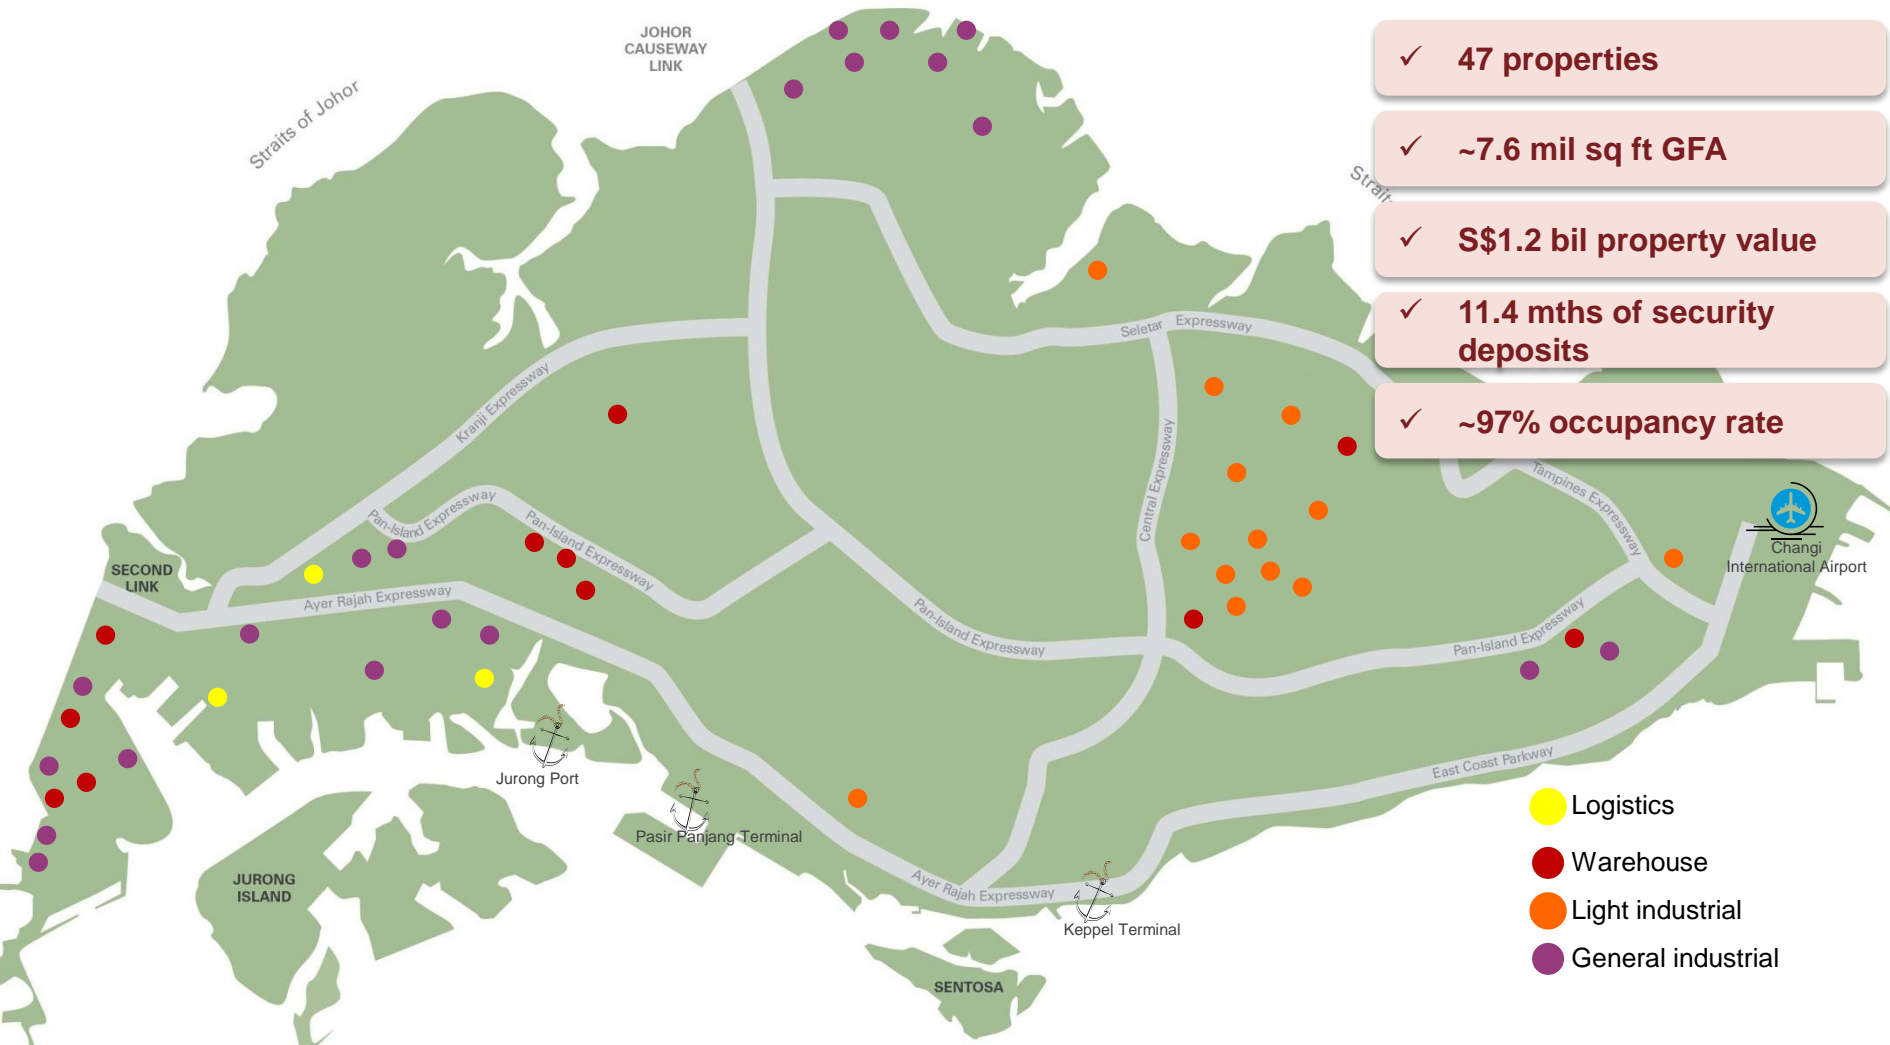 JOHOR
CAUSEWAY
LINK
Straits of Johor
✓ 47 properties
✓ ~7.6 mil sq ft GFA
✓ S$1.2 bil property value
✓ 11.4 mths of security
deposits
✓ ~97% occupancy rate
Seletar Expressway
Kranji Expressway
Central Expressway
Tampines Expressway
Pan-Island Expressway
Pan-Island Expressway
Changi
International Airport
SECOND
LINK
Ayer Rajah Expressway
Pan-Island Expressway
Pan-Island Expressway
Jurong Port
East Coast Parkway
Pasir Panjang Terminal
Logistics
Warehouse
Light industrial
General industrial
JURONG
ISLAND
Ayer Rajah Expressway
Keppel Terminal
SENTOSA